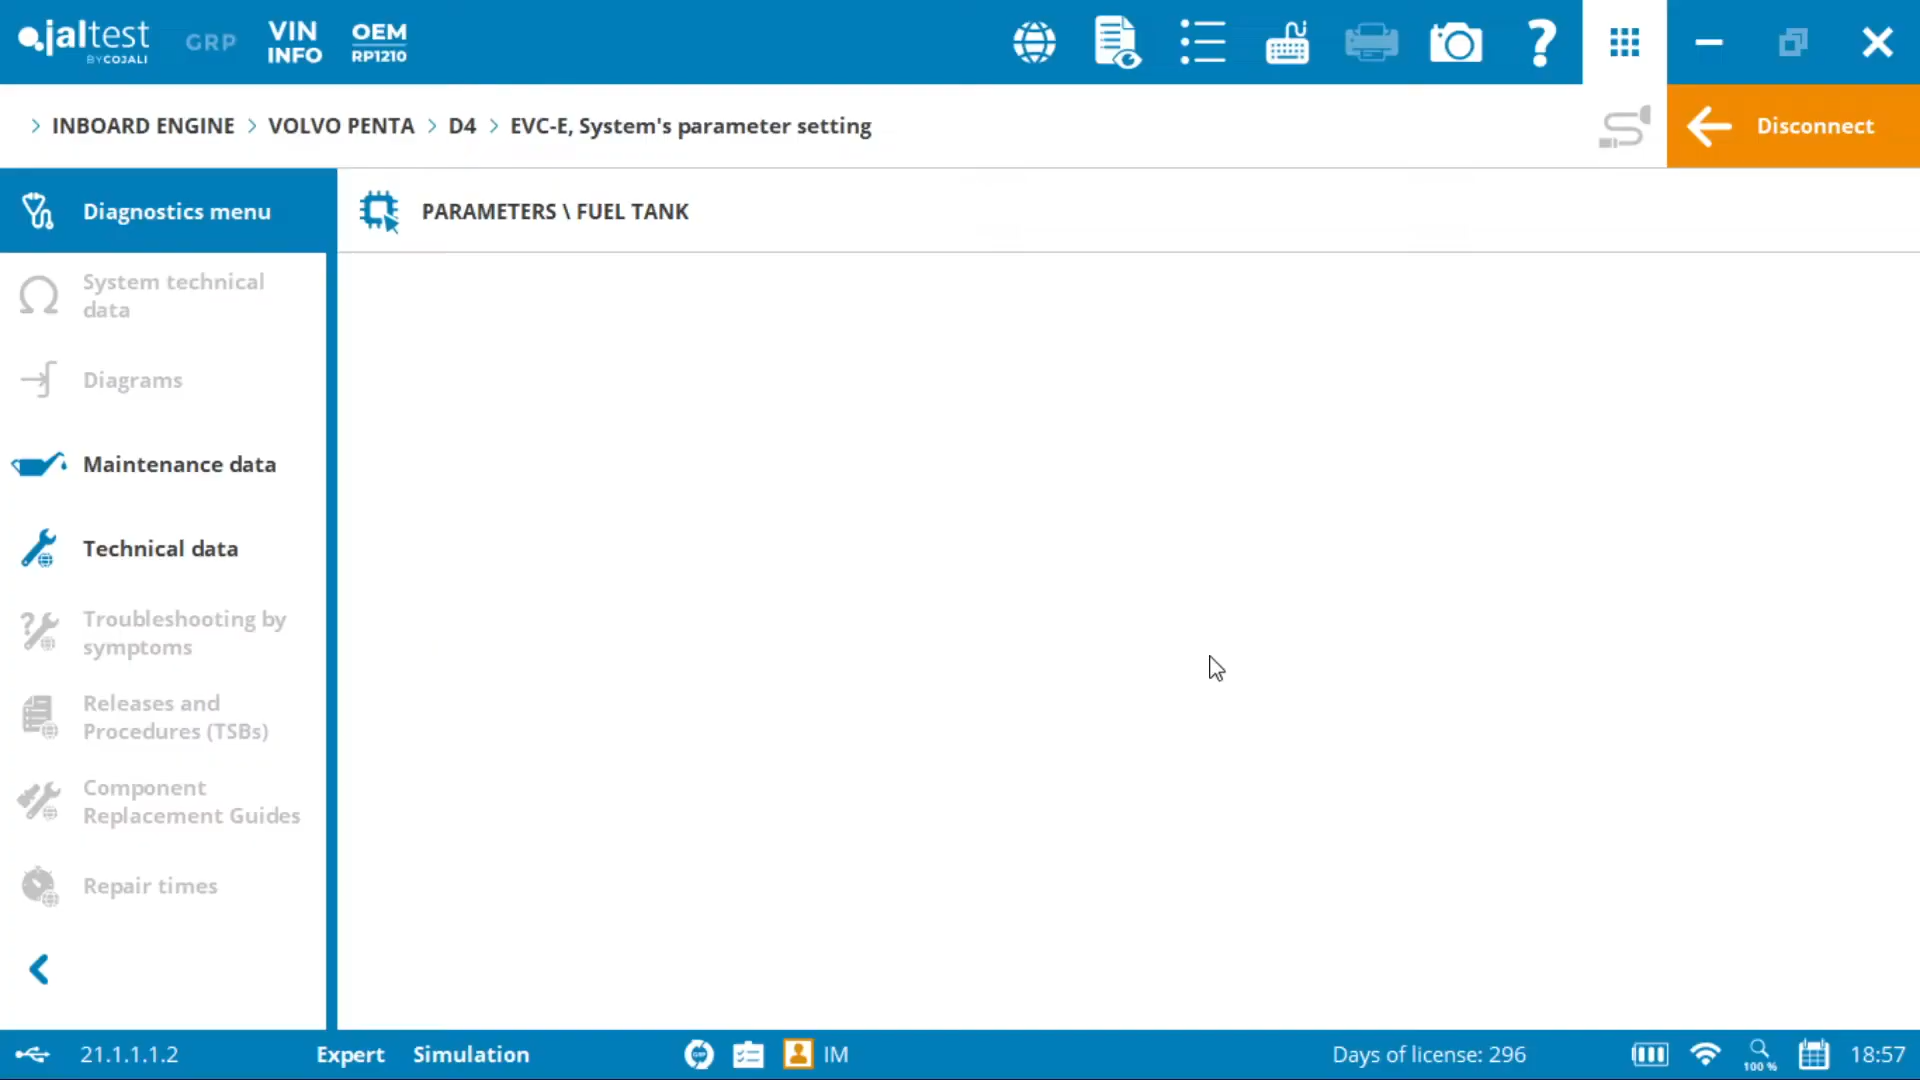 jaltest
BY COJALI
GRP
VIN
INFO
OEM
RP1210
?
> INBOARD ENGINE > VOLVO PENTA > D4 > EVC-E, System's parameter setting
Disconnect
Diagnostics menu
PARAMETERS \ FUEL TANK
System technical
data
Diagrams
Maintenance data
Technical data
Troubleshooting by
symptoms
Releases and
Procedures (TSBs)
Component
Replacement Guides
Repair times
21.1.1.1.2
Expert
Simulation
GRP
IM
Days of license: 296
100 %
18:57